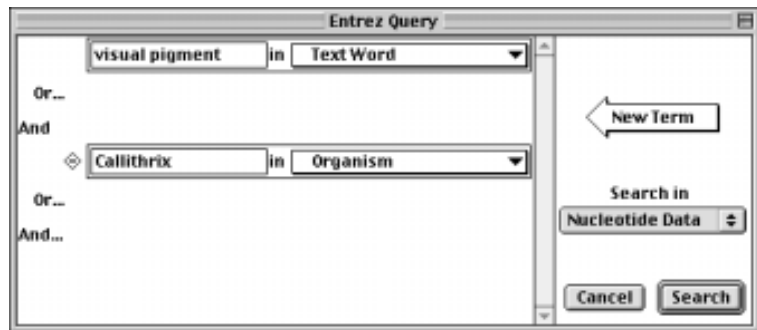 Entrez Query
visual pigment in Text Word
Or...
And
Callithrix in Organism
Or...
And...
New Term
Search in
Nucleotide Data
Cancel Search